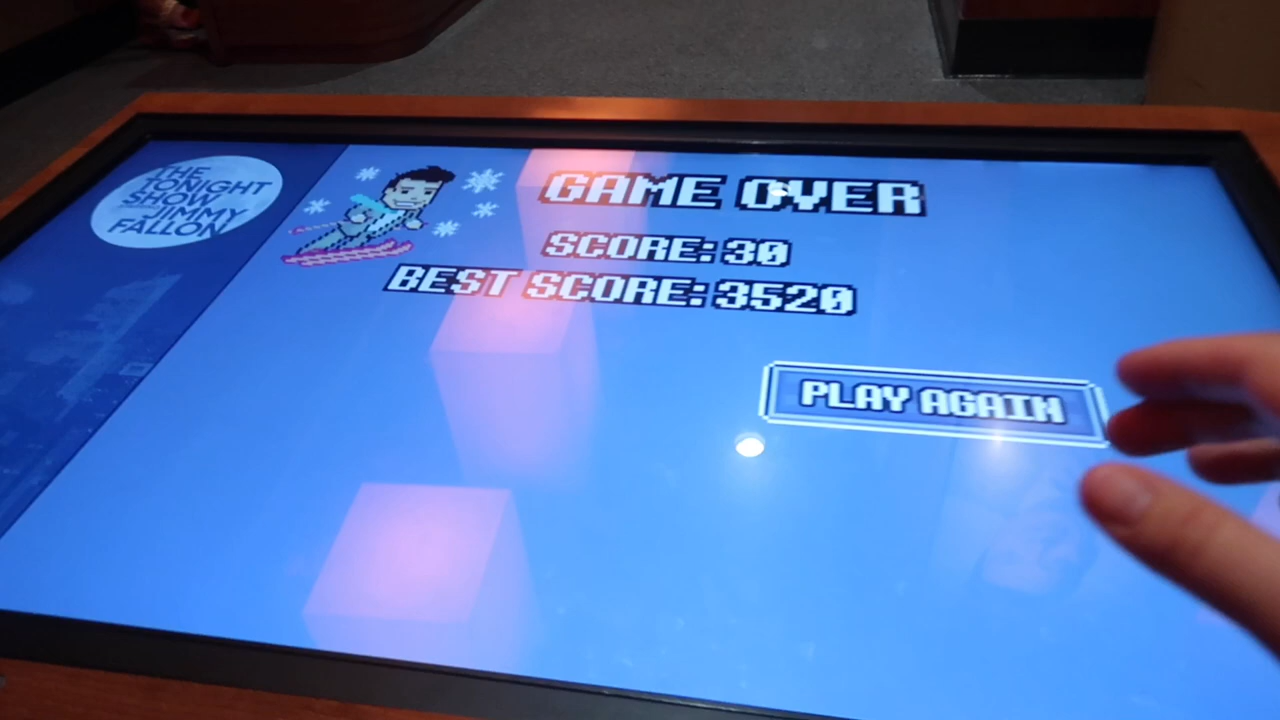 THE
TONIGHT
SHOW
JIMMY
FALLON
GAME OVER
SCORE: 30
BEST SCORE: 3520
PLAY AGAIN